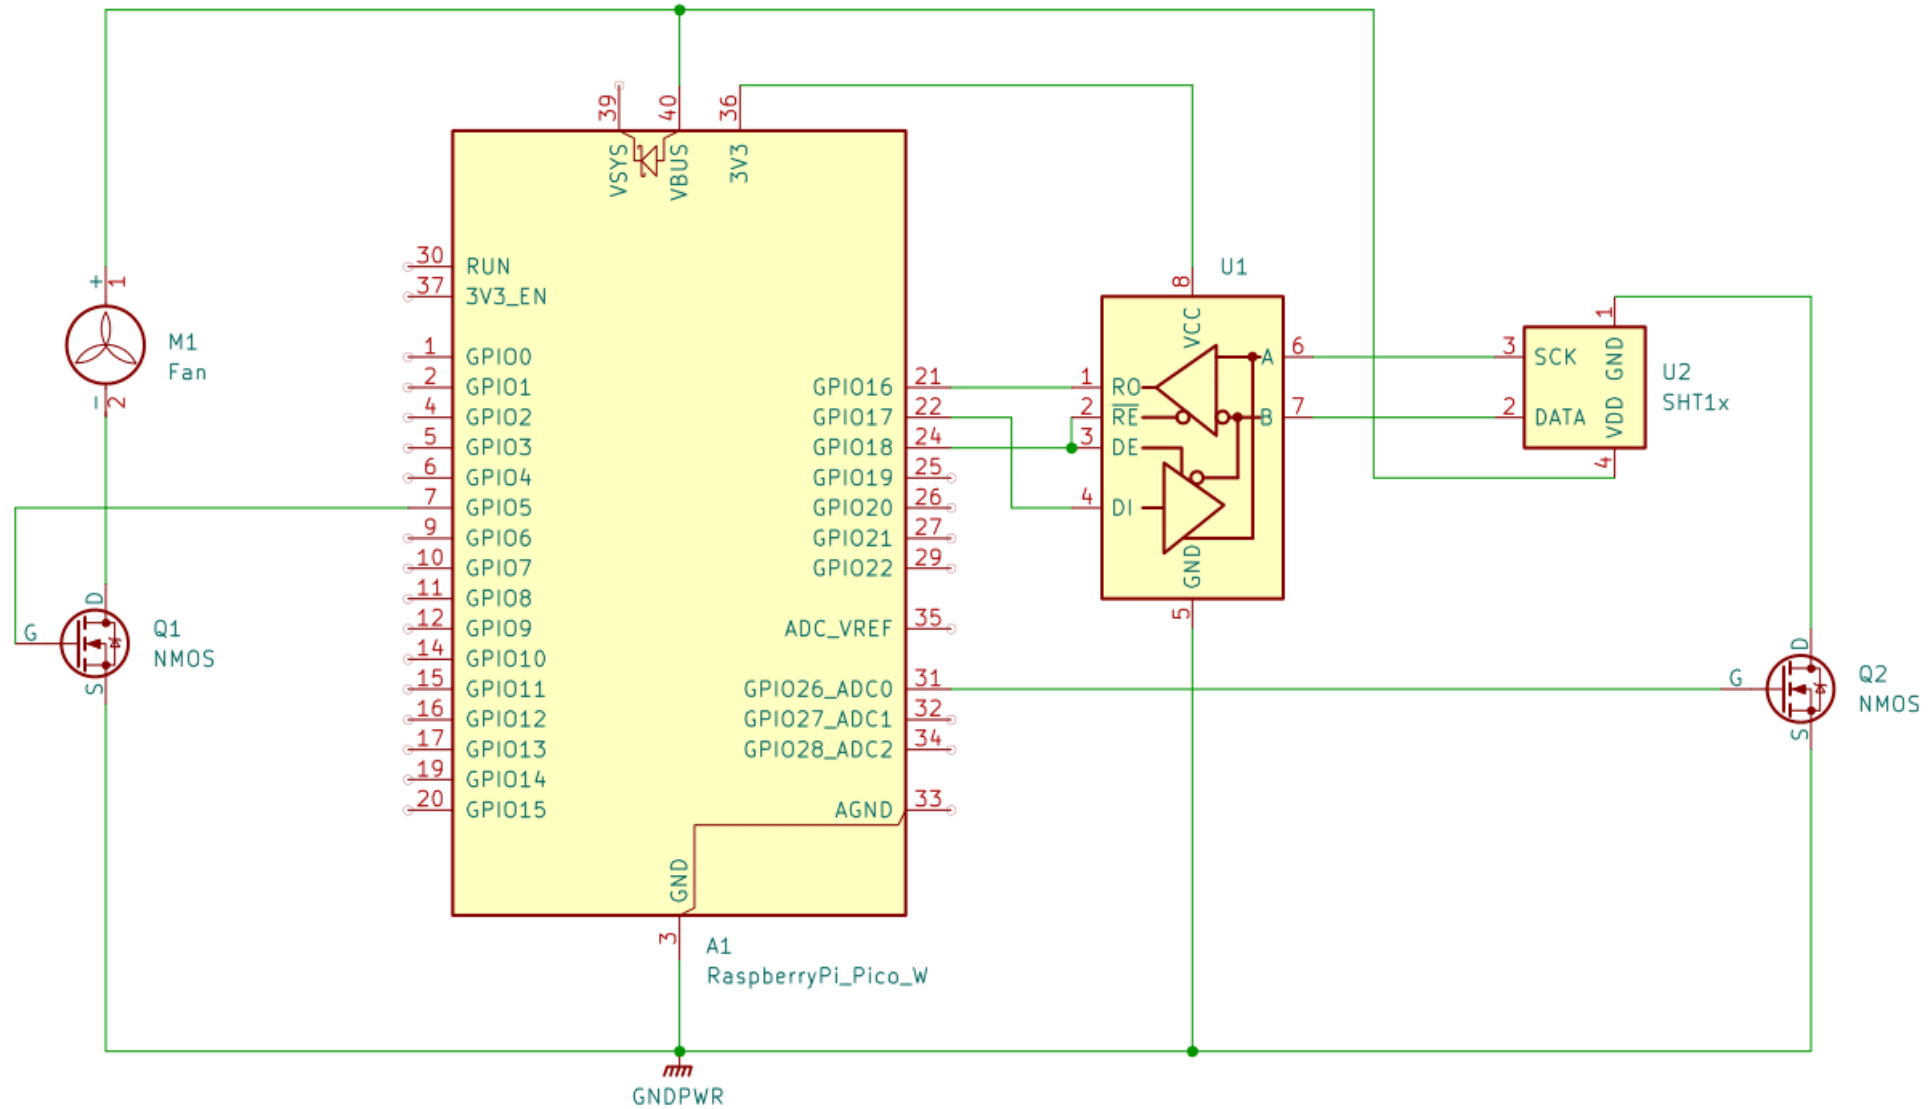 39
40
36
VSYS
VBUS
3V3
30 RUN
37 3V3_EN
1 GPIO0
2 GPIO1
4 GPIO2
5 GPIO3
6 GPIO4
7 GPIO5
9 GPIO6
10 GPIO7
11 GPIO8
12 GPIO9
14 GPIO10
15 GPIO11
16 GPIO12
17 GPIO13
19 GPIO14
20 GPIO15
GPIO16 21
GPIO17 22
GPIO18 24
GPIO19 25
GPIO20 26
GPIO21 27
GPIO22 29
ADC_VREF 35
GPIO26_ADC0 31
GPIO27_ADC1 32
GPIO28_ADC2 34
AGND 33
GND
3
A1
RaspberryPi_Pico_W
GNDPWR
+ 1
M1
Fan
- 2
D
G
S
Q1
NMOS
U1
8
VCC
1 RO
2 RE
3 DE
4 DI
A 6
B 7
GND
5
1
3 SCK
GND
2 DATA
VDD
4
U2
SHT1x
D
G
S
Q2
NMOS